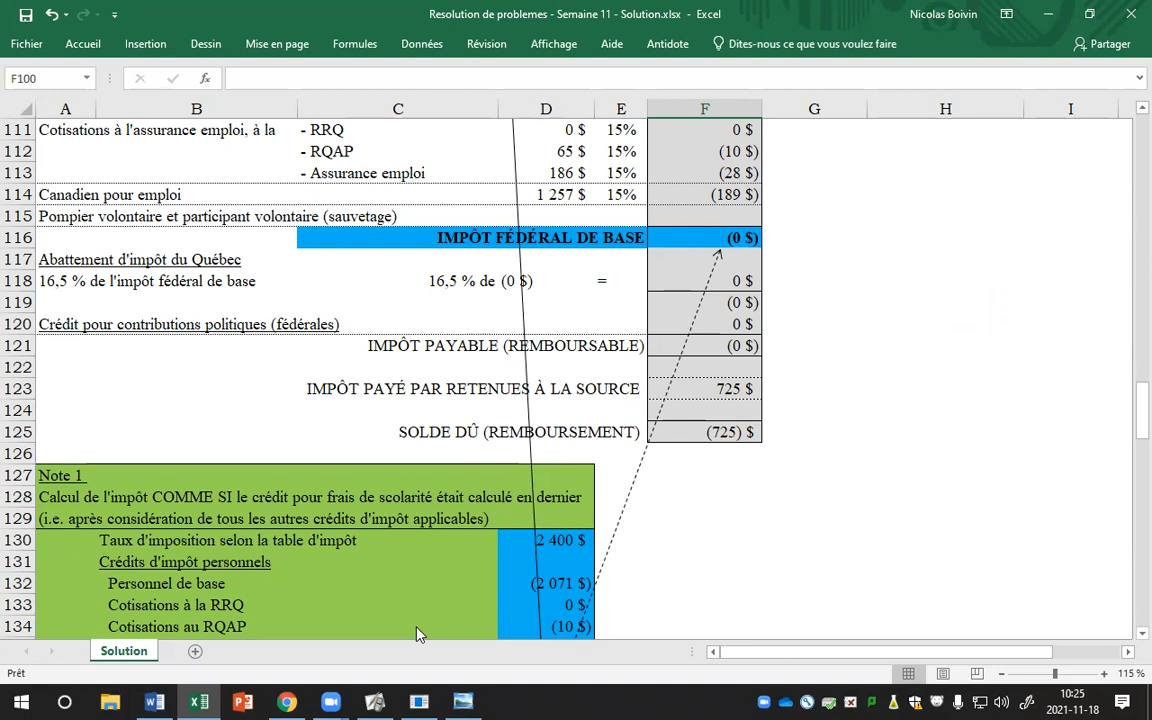 Resolution de problemes - Semaine 11 - Solution.xlsx - Excel
Nicolas Boivin
Fichier Accueil Insertion Dessin Mise en page Formules Données Révision Affichage Aide Antidote Dites-nous ce que vous voulez faire Partager
F100 fx
A B C D E F G H I
111 Cotisations à l'assurance emploi, à la - RRQ 0 $ 15% 0 $
112 - RQAP 65 $ 15% (10 $)
113 - Assurance emploi 186 $ 15% (28 $)
114 Canadien pour emploi 1 257 $ 15% (189 $)
115 Pompier volontaire et participant volontaire (sauvetage)
116 IMPÔT FÉDÉRAL DE BASE (0 $)
117 Abattement d'impôt du Québec
118 16,5 % de l'impôt fédéral de base 16,5 % de (0 $) = 0 $
119 (0 $)
120 Crédit pour contributions politiques (fédérales) 0 $
121 IMPÔT PAYABLE (REMBOURSABLE) (0 $)
122
123 IMPÔT PAYÉ PAR RETENUES À LA SOURCE 725 $
124
125 SOLDE DÛ (REMBOURSEMENT) (725) $
126
127 Note 1
128 Calcul de l'impôt COMME SI le crédit pour frais de scolarité était calculé en dernier
129 (i.e. après considération de tous les autres crédits d'impôt applicables)
130 Taux d'imposition selon la table d'impôt 2 400 $
131 Crédits d'impôt personnels
132 Personnel de base (2 071 $)
133 Cotisations à la RRQ 0 $
134 Cotisations au RQAP (10 $)
Solution
Prêt
115 %
10:25
2021-11-18